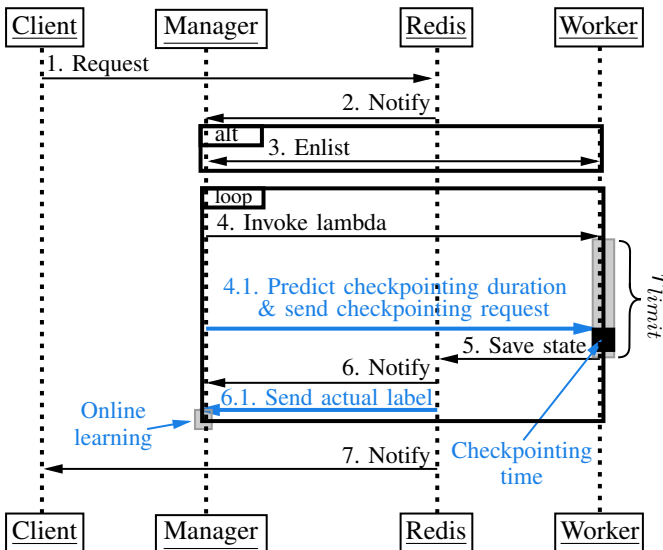 Client Manager Redis Worker
1. Request
2. Notify
alt
3. Enlist
loop
4. Invoke lambda
4.1. Predict checkpointing duration
& send checkpointing request
Tlimit
5. Save state
6. Notify
6.1. Send actual label
Online
learning
Checkpointing
time
7. Notify
Client Manager Redis Worker